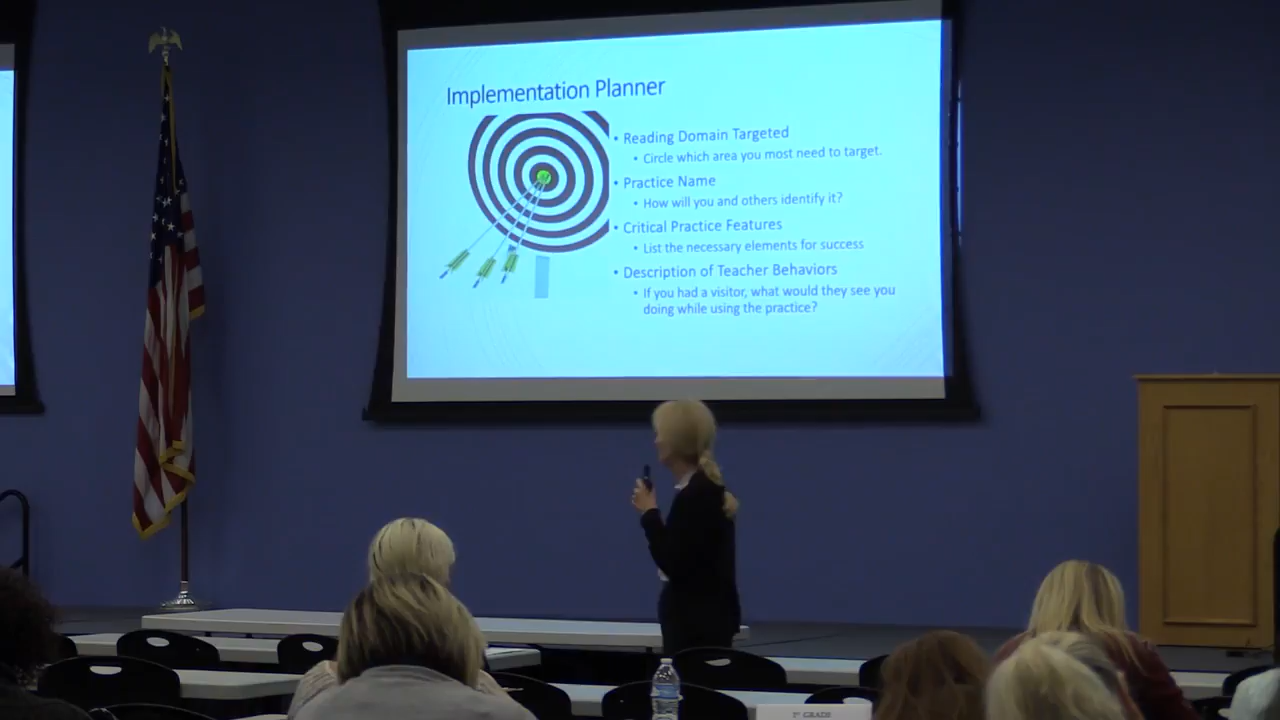 Implementation Planner
• Reading Domain Targeted
• Circle which area you most need to target.
• Practice Name
• How will you and others identify it?
• Critical Practice Features
• List the necessary elements for success
• Description of Teacher Behaviors
• If you had a visitor, what would they see you
doing while using the practice?
1st GRADE